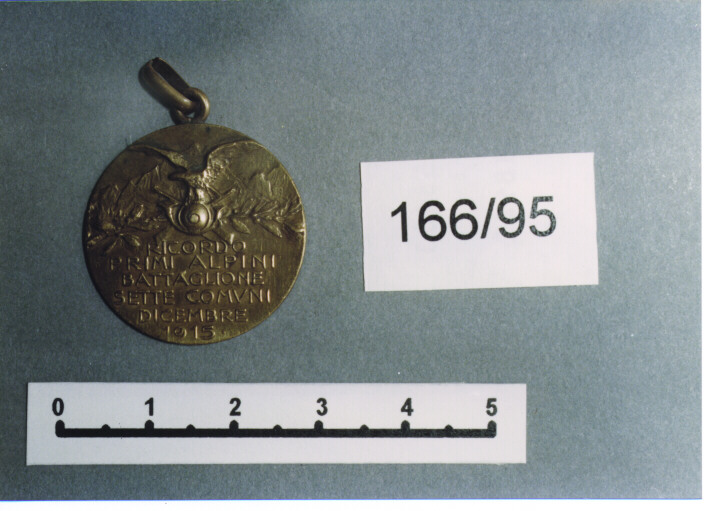 RICORDO
PRIMI ALPINI
BATTAGLIONE
SETTE COMVNI
DICEMBRE
1915
166/95
0 1 2 3 4 5